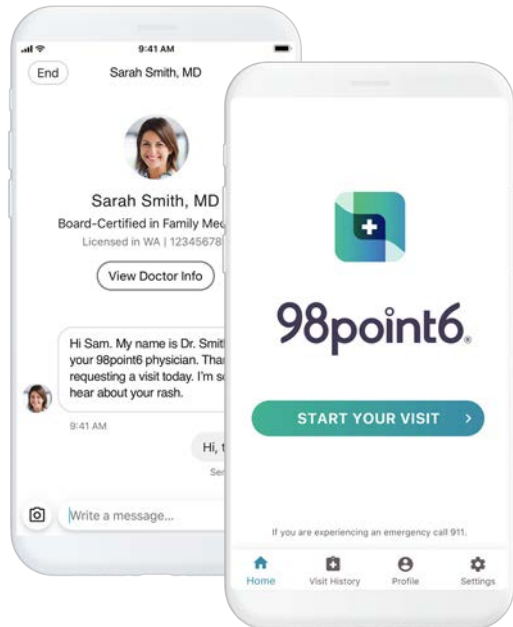 9:41 AM
End
Sarah Smith, MD
Sarah Smith, MD
Board-Certified in Family
Licensed in WA | 12345678
View Doctor Info
Hi Sam. My name is Dr.
your 98point6 physician.
requesting a visit today. I'm
hear about your rash.
9:41 AM
Hi,
Write a message...
98point6®
START YOUR VISIT >
If you are experiencing an emergency call 911.
Home
Visit History
Profile
Settings